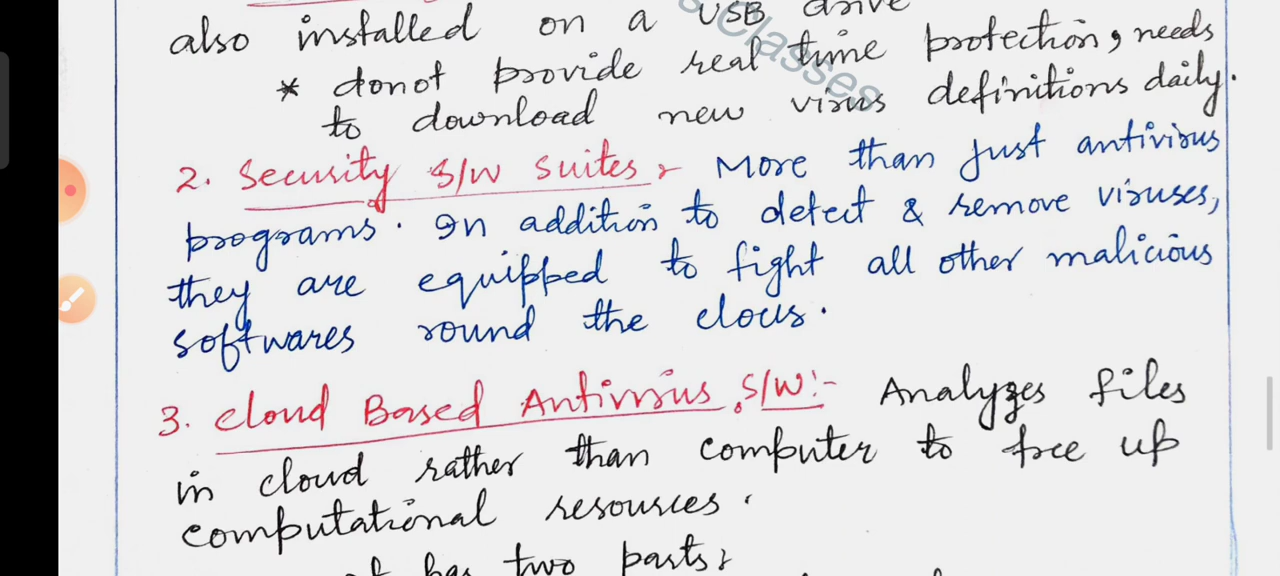 also installed on a USB drive
* donot provide real time protection, needs
to download new virus definitions daily.
2. Security S/W suites :- More than just antivirus
programs. In addition to detect & remove viruses,
they are equipped to fight all other malicious
softwares round the clocks.
3. Cloud Based Antivirus S/W:- Analyzes files
in cloud rather than computer to free up
computational resources.
has two parts:
Classes